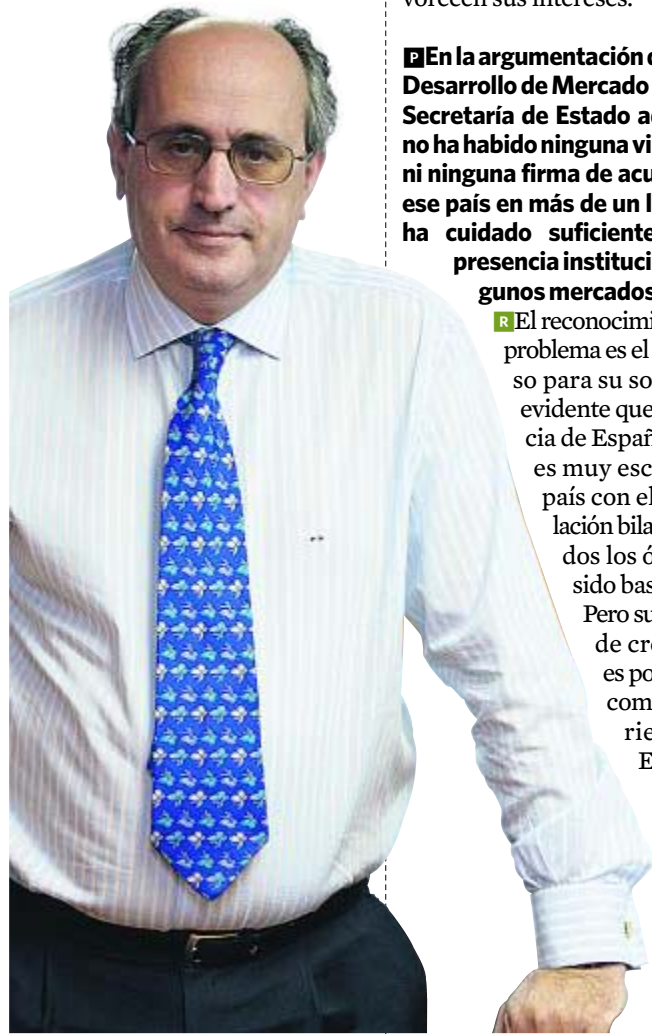 vorecen sus intereses.
P En la argumentación d
Desarrollo de Mercado
Secretaría de Estado a
no ha habido ninguna vi
ni ninguna firma de acu
ese país en más de un l
ha cuidado suficiente
presencia instituci
gunos mercados
R El reconocimi
problema es el
so para su so
evidente que
cia de Españ
es muy esc
país con el
lación bila
dos los ó
sido bas
Pero su
de cr
es po
com
rie
E